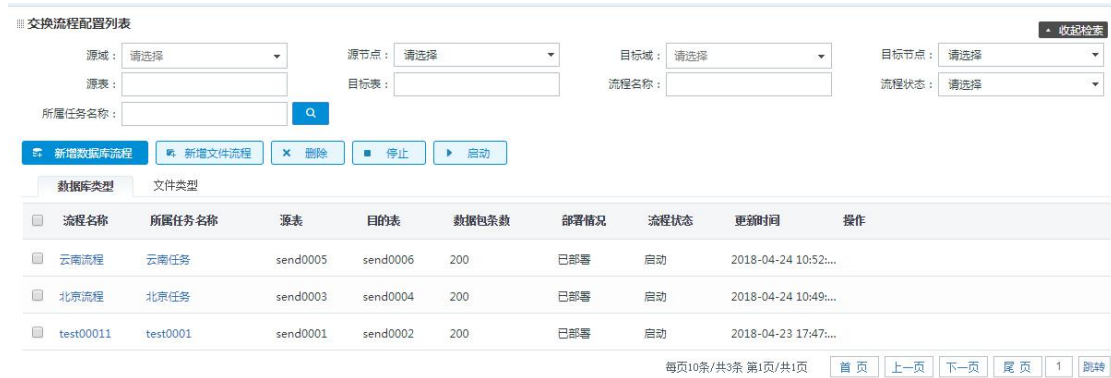 交换流程配置列表
收起检索
源域： 请选择 源节点： 请选择 目标域： 请选择 目标节点： 请选择
源表： 目标表： 流程名称： 流程状态： 请选择
所属任务名称：
新增数据库流程 新增文件流程 删除 停止 启动
数据库类型 文件类型
流程名称 所属任务名称 源表 目的表 数据包条数 部署情况 流程状态 更新时间 操作
云南流程 云南任务 send0005 send0006 200 已部署 启动 2018-04-24 10:52:...
北京流程 北京任务 send0003 send0004 200 已部署 启动 2018-04-24 10:49:...
test00011 test0001 send0001 send0002 200 已部署 启动 2018-04-23 17:47:...
每页10条/共3条 第1页/共1页 首 页 上一页 下一页 尾 页 1 跳转